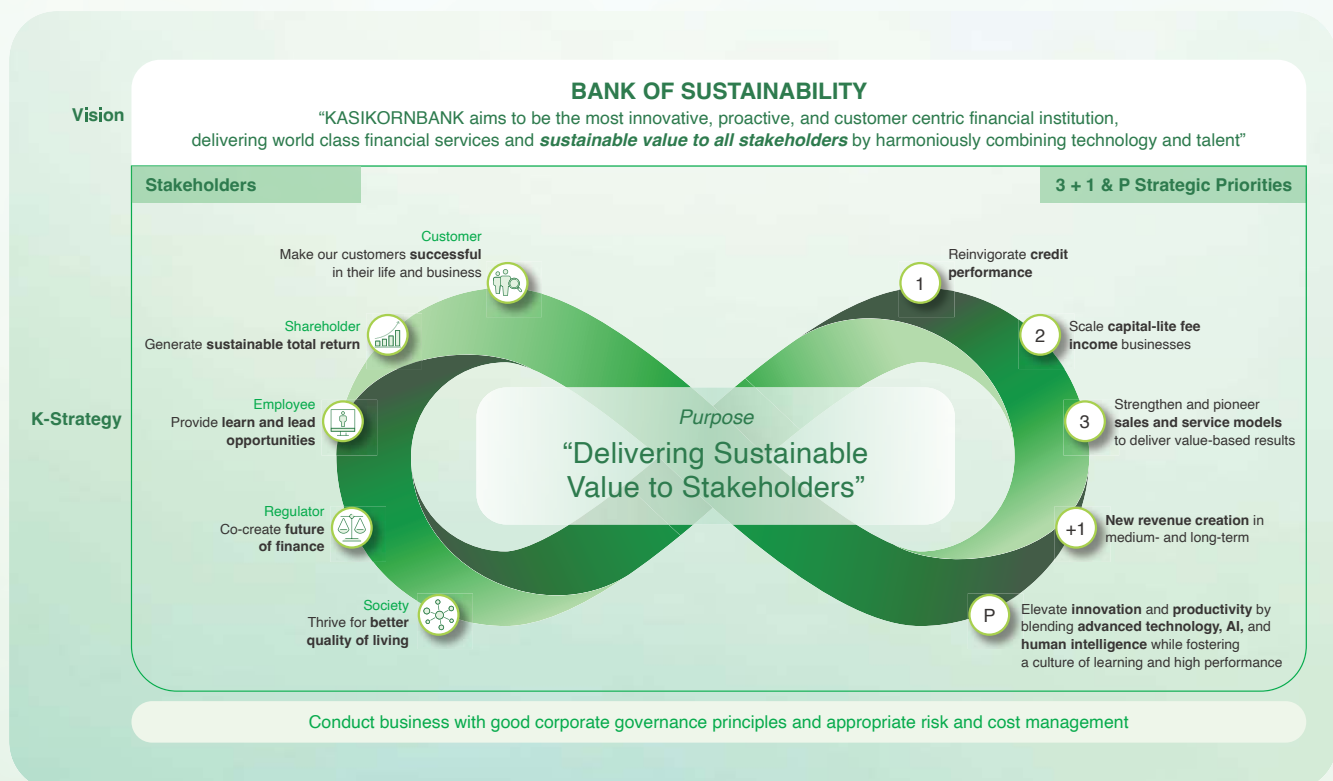 Vision
BANK OF SUSTAINABILITY
“KASIKORNBANK aims to be the most innovative, proactive, and customer centric financial institution,
delivering world class financial services and sustainable value to all stakeholders by harmoniously combining technology and talent”
K-Strategy
Stakeholders
Customer
Make our customers successful
in their life and business
Shareholder
Generate sustainable total return
Employee
Provide learn and lead
opportunities
Regulator
Co-create future
of finance
Society
Thrive for better
quality of living
Purpose
“Delivering Sustainable
Value to Stakeholders”
3 + 1 & P Strategic Priorities
1
Reinvigorate credit
performance
2
Scale capital-lite fee
income businesses
3
Strengthen and pioneer
sales and service models
to deliver value-based results
+1
New revenue creation in
medium- and long-term
P
Elevate innovation and productivity by
blending advanced technology, AI, and
human intelligence while fostering
a culture of learning and high performance
Conduct business with good corporate governance principles and appropriate risk and cost management